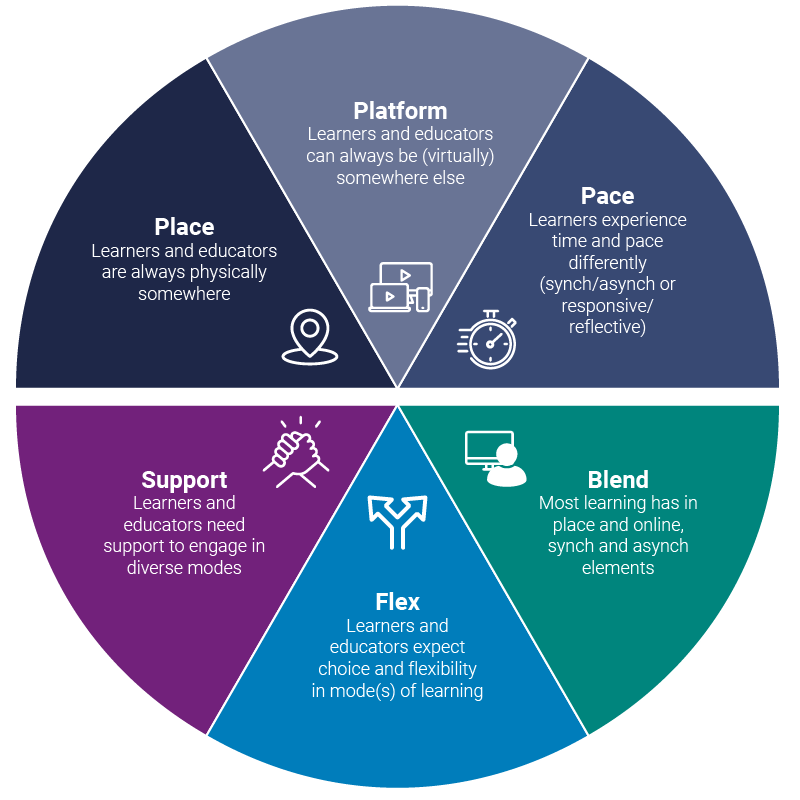 Platform
Learners and educators
can always be (virtually)
somewhere else
Pace
Learners experience
time and pace
differently
(synch/asynch or
responsive/
reflective)
Place
Learners and educators
are always physically
somewhere
Support
Learners and
educators need
support to engage in
diverse modes
Blend
Most learning has in
place and online,
synch and asynch
elements
Flex
Learners and
educators expect
choice and flexibility
in mode(s) of learning